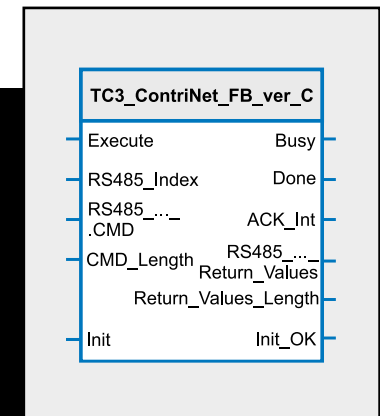 TC3_ContriNet_FB_ver_C
Execute Busy
RS485_Index Done
RS485_..._
.CMD
ACK_Int
CMD_Length RS485_..._
Return_Values
Return_Values_Length
Init Init_OK